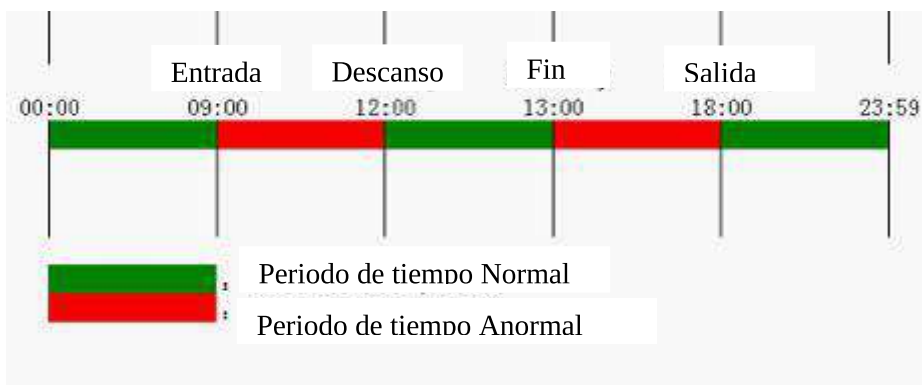 Entrada Descanso Fin Salida
00:00 09:00 12:00 13:00 18:00 23:59
: Periodo de tiempo Normal
: Periodo de tiempo Anormal